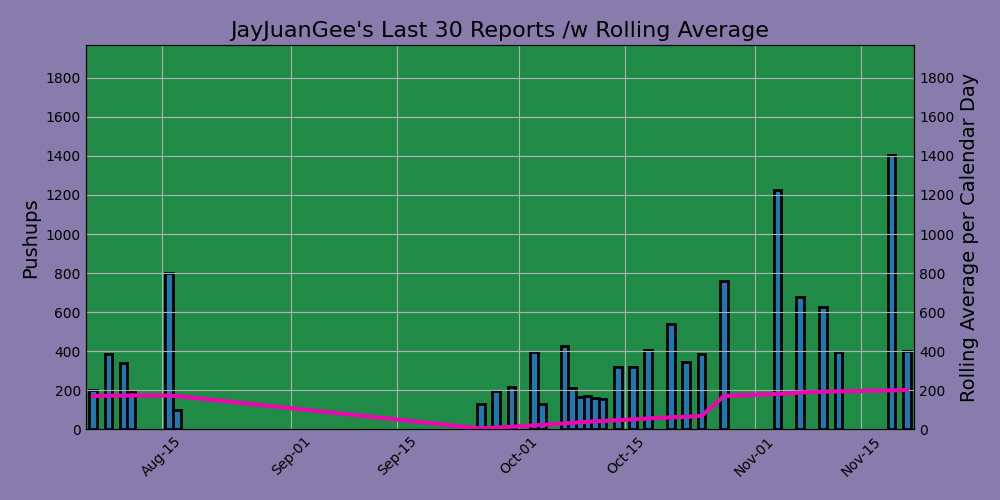 JayJuanGee's Last 30 Reports /w Rolling Average
Pushups
1800
1600
1400
1200
1000
800
600
400
200
0
1800
1600
1400
1200
1000
800
600
400
200
0
Rolling Average per Calendar Day
Aug-15
Sep-01
Sep-15
Oct-01
Oct-15
Nov-01
Nov-15